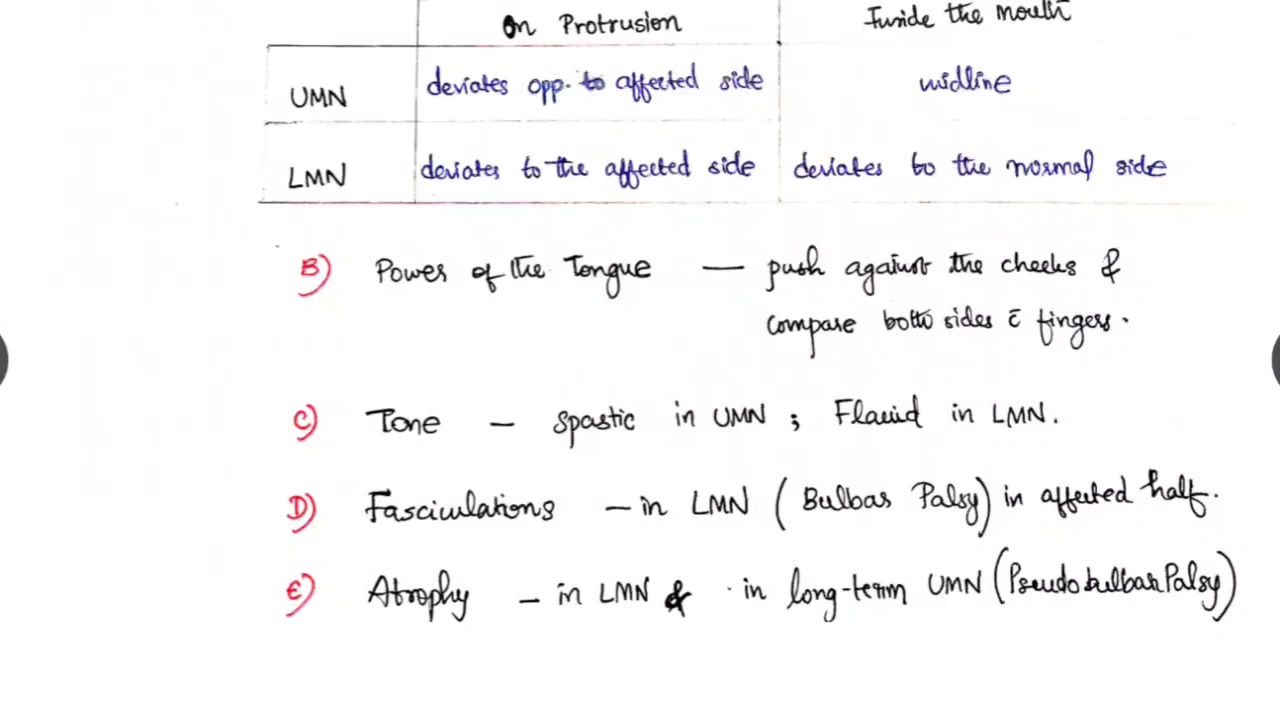 On Protrusion Inside the mouth
UMN deviates opp. to affected side midline
LMN deviates to the affected side deviates to the normal side
B) Power of the Tongue — push against the cheeks &
compare both sides c̄ fingers.
C) Tone — Spastic in UMN ; Flaccid in LMN.
D) Fasciculations — in LMN (Bulbar Palsy) in affected half.
E) Atrophy — in LMN & in long-term UMN (Pseudobulbar Palsy)